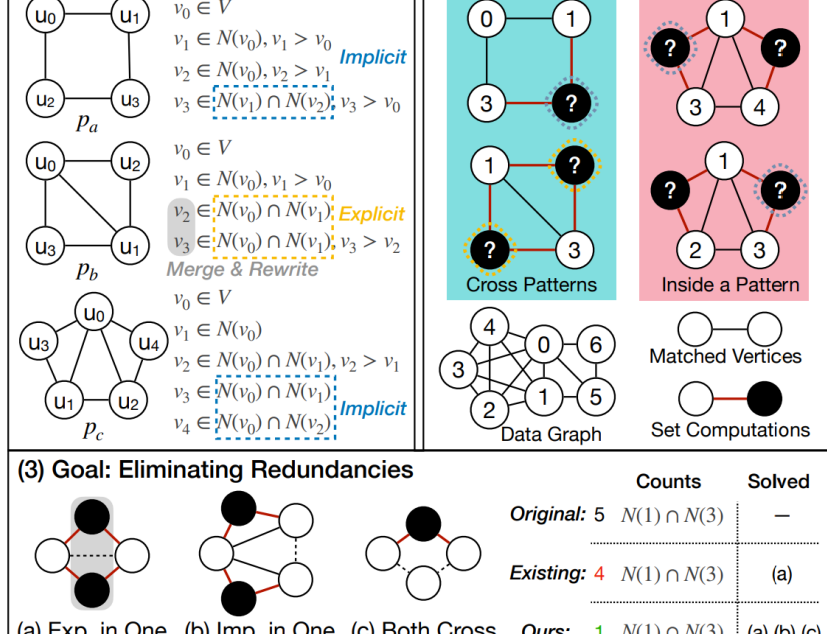 u₀ u₁
u₂ u₃
pₐ
v₀ ∈ V
v₁ ∈ N(v₀), v₁ > v₀
v₂ ∈ N(v₀), v₂ > v₁
v₃ ∈ N(v₁) ∩ N(v₂), v₃ > v₀
Implicit
u₀ u₂
u₃ u₁
p_b
v₀ ∈ V
v₁ ∈ N(v₀), v₁ > v₀
v₂ ∈ N(v₀) ∩ N(v₁)
v₃ ∈ N(v₀) ∩ N(v₁), v₃ > v₂
Explicit
Merge & Rewrite
u₀
u₃ u₄
u₁ u₂
p_c
v₀ ∈ V
v₁ ∈ N(v₀)
v₂ ∈ N(v₀) ∩ N(v₁), v₂ > v₁
v₃ ∈ N(v₀) ∩ N(v₁)
v₄ ∈ N(v₀) ∩ N(v₂)
Implicit
0 1
3 ?
1 ?
? 3
Cross Patterns
1
? ?
3 4
1
? ?
2 3
Inside a Pattern
4 0 6
3
2 1 5
Data Graph
Matched Vertices
Set Computations
(3) Goal: Eliminating Redundancies
Counts Solved
Original: 5 N(1) ∩ N(3) —
Existing: 4 N(1) ∩ N(3) (a)
Ours: 1 N(1) ∩ N(3) (a) (b) (c)
(a) Exp. in One (b) Imp. in One (c) Both Cross